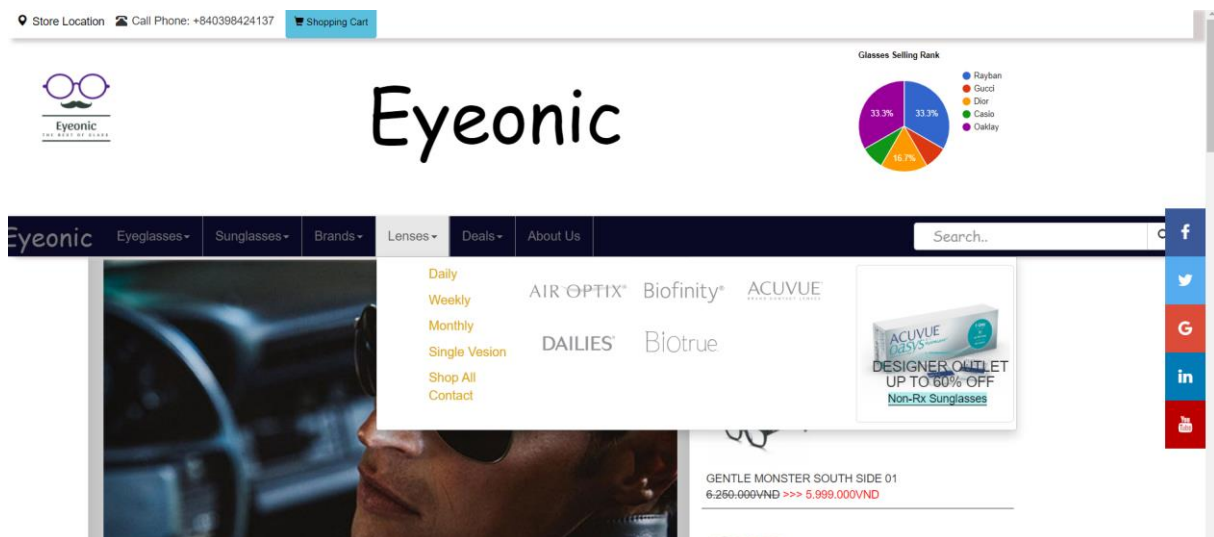 Store Location Call Phone: +840398424137 Shopping Cart
Eyeonic
Eyeonic
Glasses Selling Rank
Rayban
Gucci
Dior
Casio
Oaklay
33.3% 33.3%
16.7%
Eyeonic Eyeglasses Sunglasses Brands Lenses Deals About Us Search..
Daily
Weekly
Monthly
Single Vesion
Shop All
Contact
AIR OPTIX® Biofinity® ACUVUE
DAILIES® Biotrue
ACUVUE
OASYS
DESIGNER OUTLET
UP TO 60% OFF
Non-Rx Sunglasses
f
G
in
You
Tube
GENTLE MONSTER SOUTH SIDE 01
6.250.000VND >>> 5.999.000VND